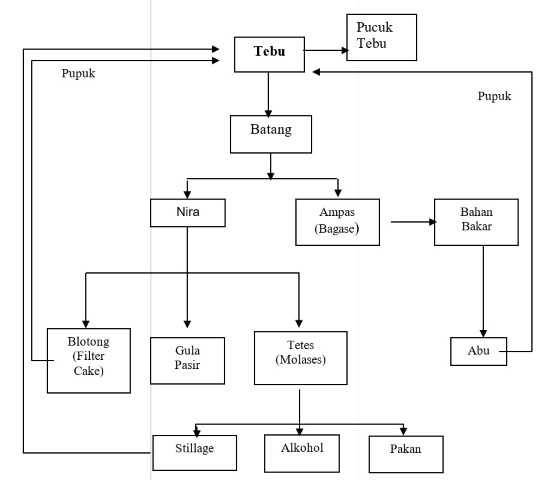 Pucuk
Tebu
Tebu
Pupuk
Pupuk
Batang
Nira
Ampas
(Bagase)
Bahan
Bakar
Blotong
(Filter
Cake)
Gula
Pasir
Tetes
(Molases)
Abu
Stillage
Alkohol
Pakan